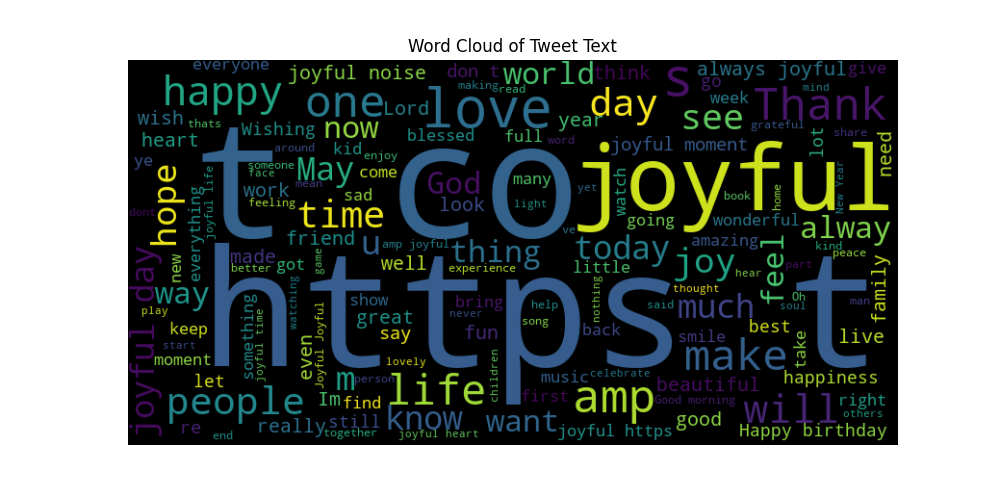 Word Cloud of Tweet Text
everyone
joyful noise
don t
world
think
always joyful
give
happy
making
read
s
go
mind
one
Lord
love
day
week
Thank
wish
thats
Wishing
now
blessed
full
year
see
grateful
share
heart
around
kid
enjoy
word
joyful moment
lot
need
ye
someone
face
May
come
t co
God
many
yet
watch
joyful
book
home
New Year
hope
everything
joyful life
work
mean
sad
look
light
dont
feeling
time
ve
going
wonderful
alway
friend
u
amp joyful
thing
today
amazing
kind
peace
joyful day
new
made
better
got
game
well
experience
little
joy
hear
feel
part
family
way
https t
thought
Oh
soul
man
play
something
joyful time
watching
show
great
bring
never
help
song
nothing
said
much
start
keep
even
Joyful Joyful
say
fun
back
smile
best
take
live
moment
lovely
make
let
m
person
life
children
music
celebrate
beautiful
happiness
people
Im
find
first
amp
Good morning
will
right
others
re
really
still
know
want
good
end
together
joyful heart
joyful https
Happy birthday